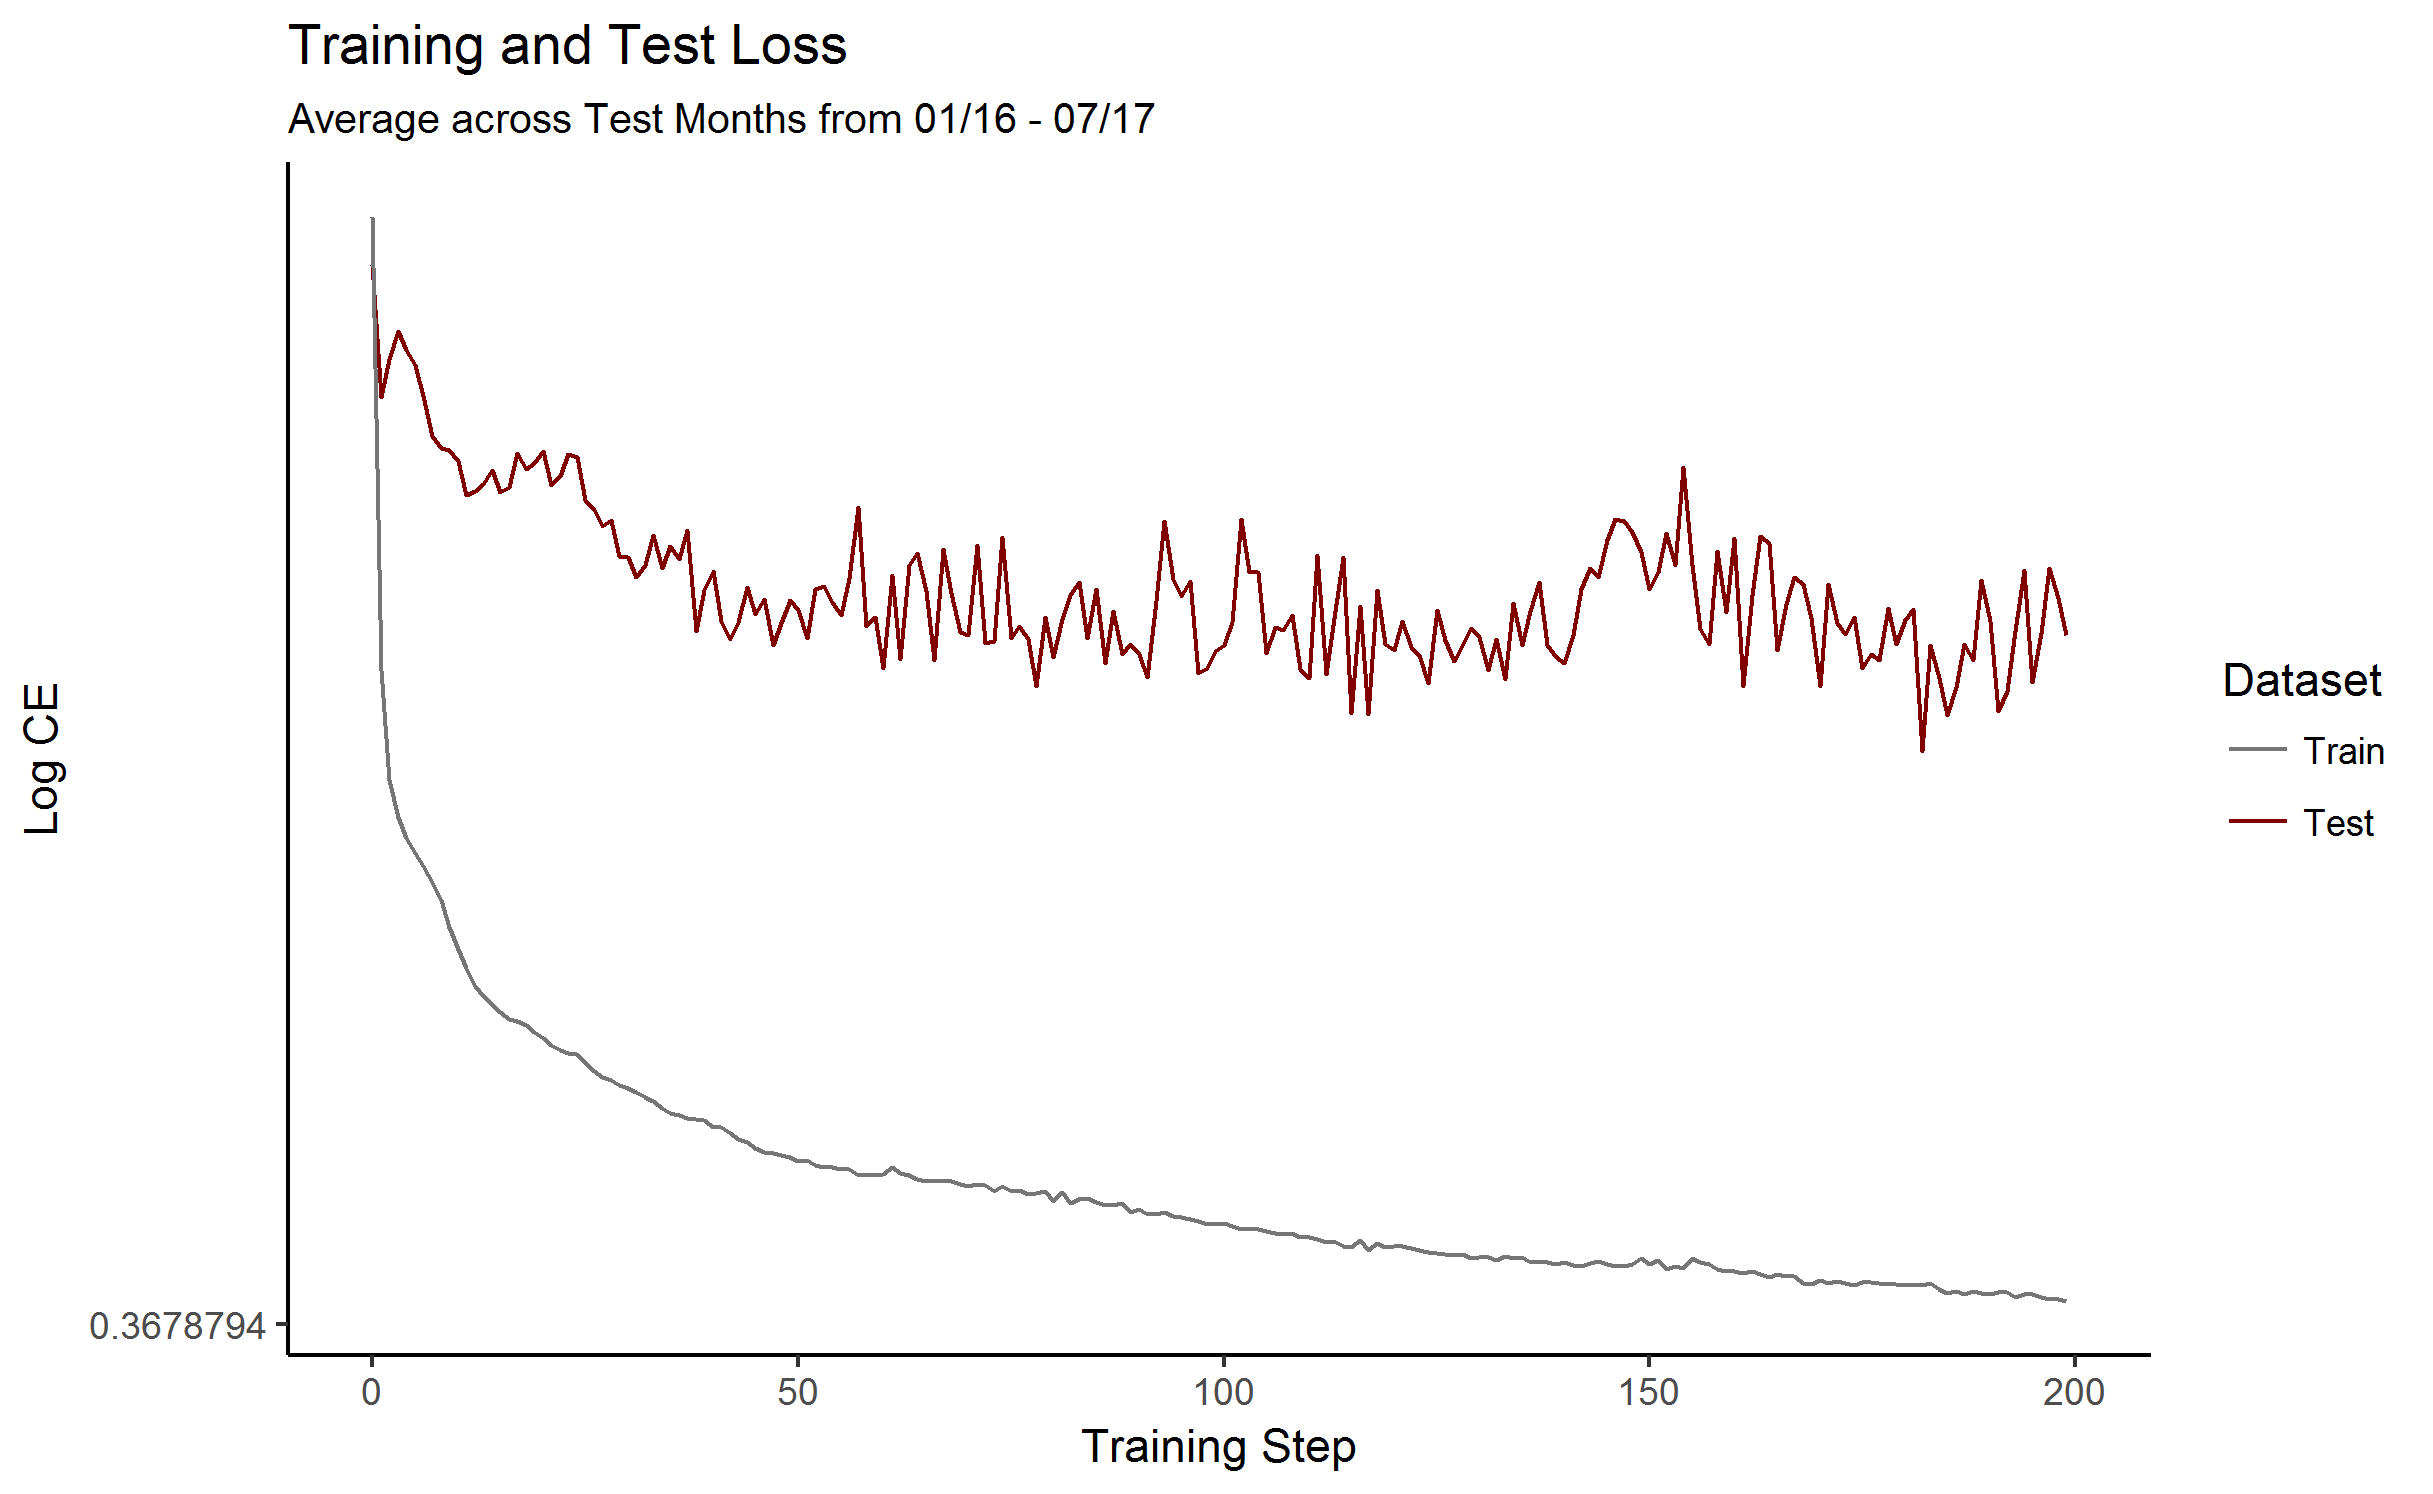 Training and Test Loss
Average across Test Months from 01/16 - 07/17
Log CE
0.3678794
0 50 100 150 200
Training Step
Dataset
Train
Test